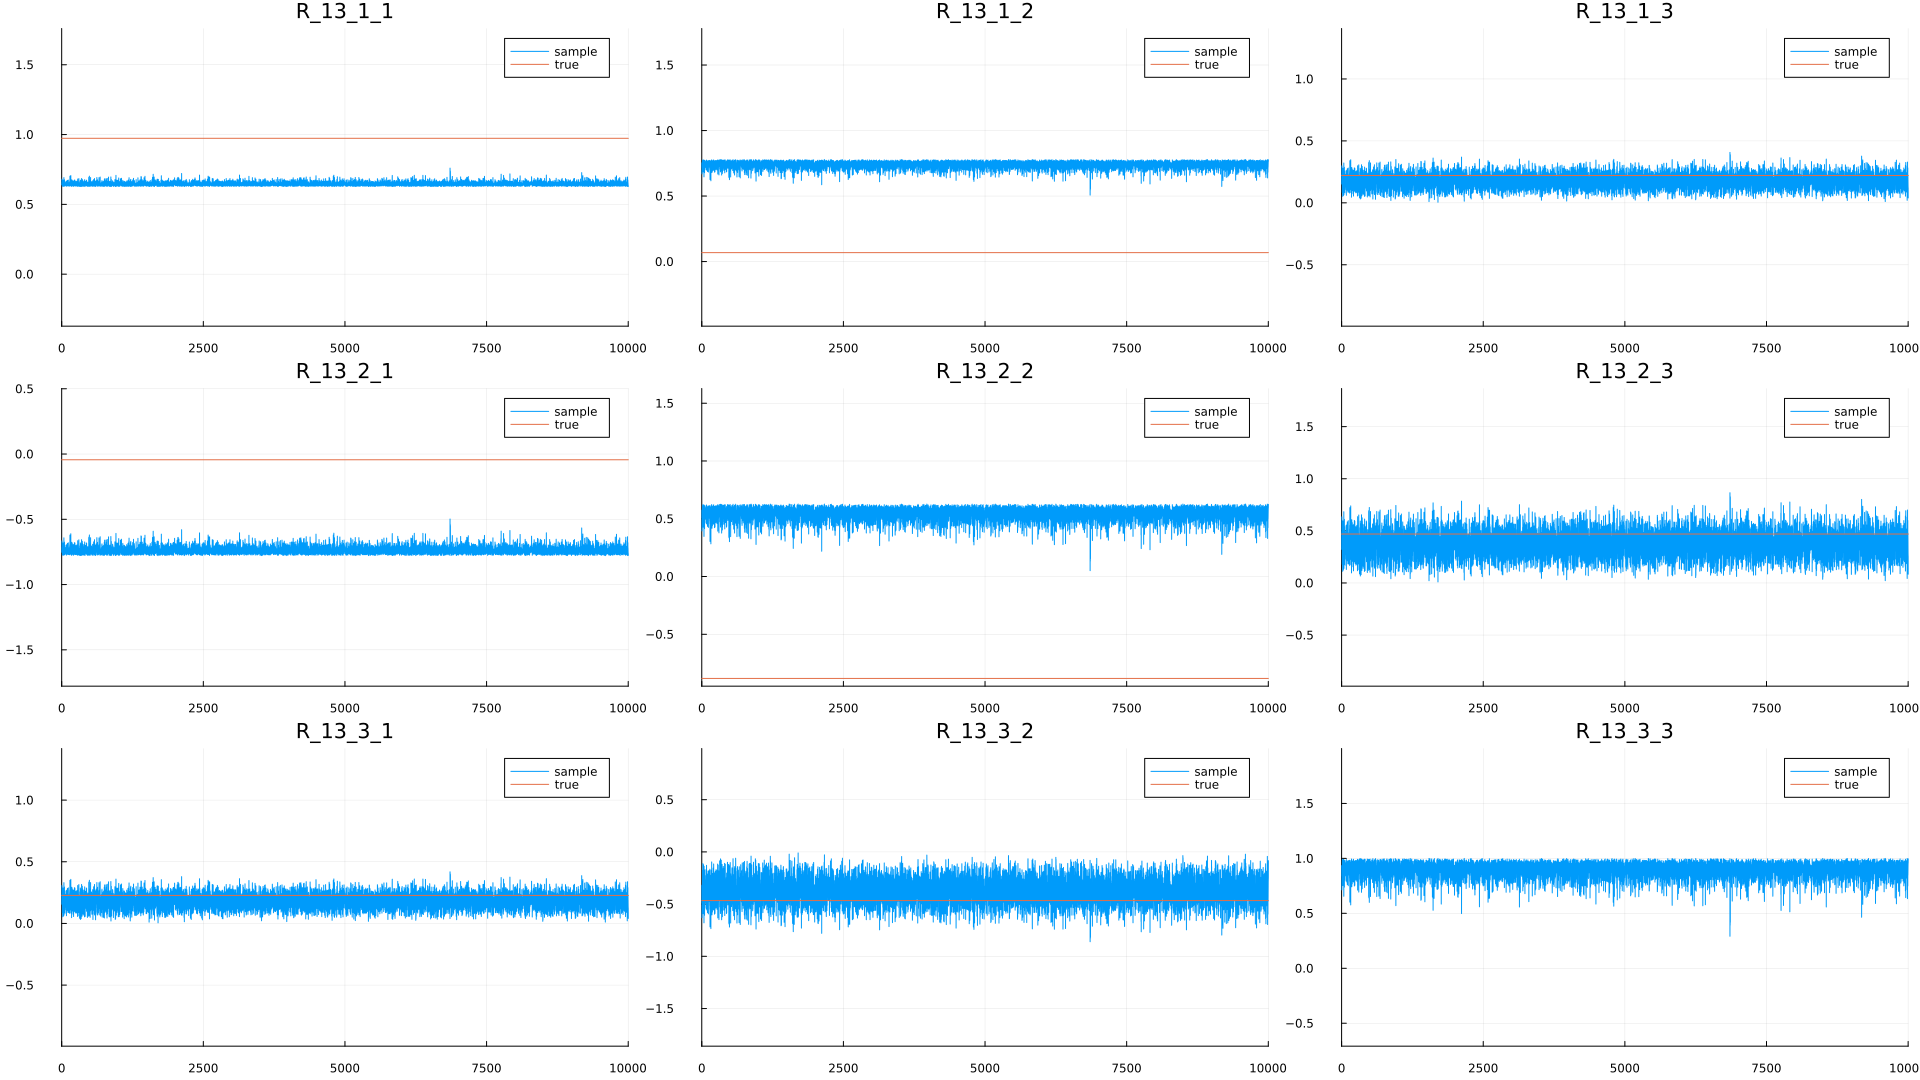 R_13_1_1 R_13_1_2 R_13_1_3
sample sample sample
true true true
1.5 1.5 1.0
1.0 1.0 0.5
0.5 0.5 0.0
0.0 0.0 −0.5
0 2500 5000 7500 10000 0 2500 5000 7500 10000 0 2500 5000 7500 1000
R_13_2_1 R_13_2_2 R_13_2_3
sample sample sample
true true true
0.5 1.5 1.5
0.0 1.0 1.0
−0.5 0.5 0.5
−1.0 0.0 0.0
−1.5 −0.5 −0.5
0 2500 5000 7500 10000 0 2500 5000 7500 10000 0 2500 5000 7500 1000
R_13_3_1 R_13_3_2 R_13_3_3
sample sample sample
true true true
1.0 0.5 1.5
0.5 0.0 1.0
0.0 −0.5 0.5
−0.5 −1.0 0.0
−1.5 −0.5
0 2500 5000 7500 10000 0 2500 5000 7500 10000 0 2500 5000 7500 1000